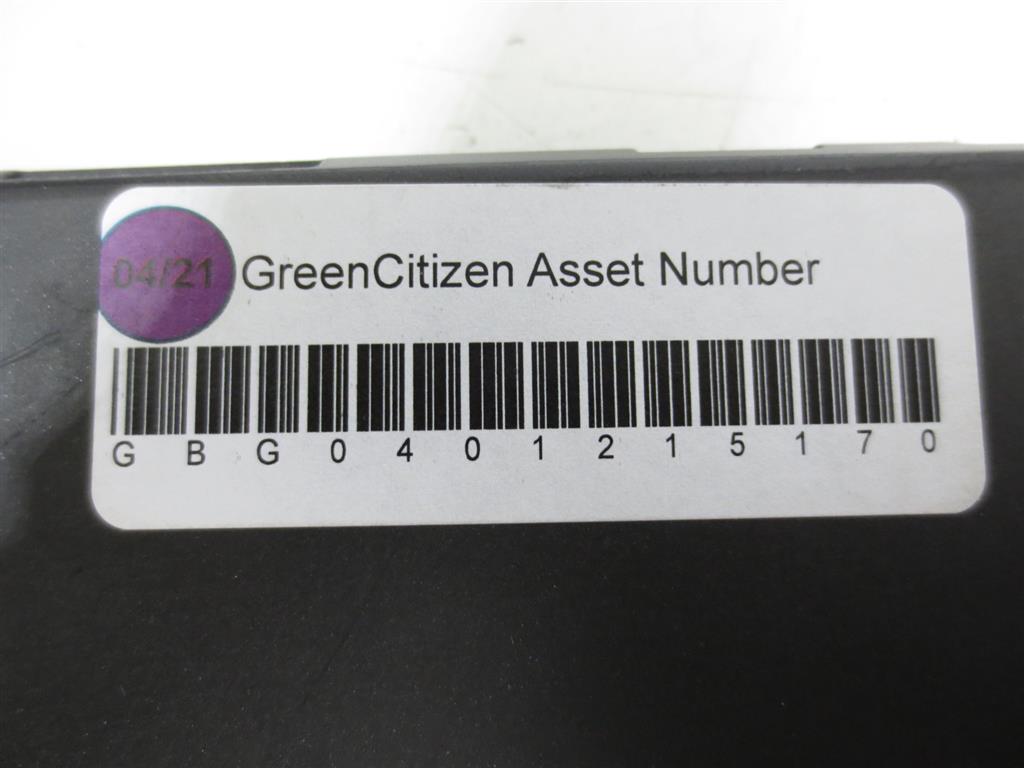 04/21 GreenCitizen Asset Number
G B G 0 4 0 1 2 1 5 1 7 0